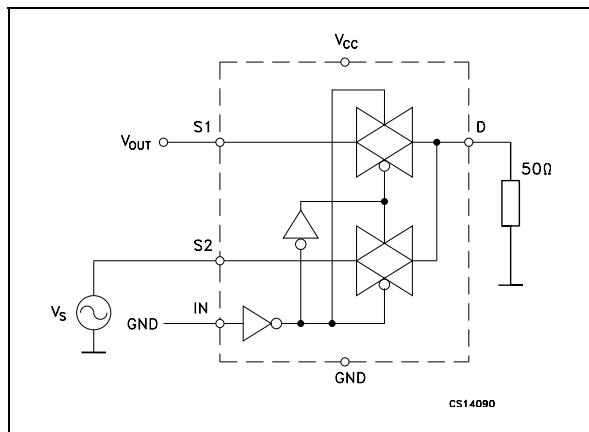 VCC
S1
D
VOUT
50Ω
S2
IN
VS
GND
GND
CS14090